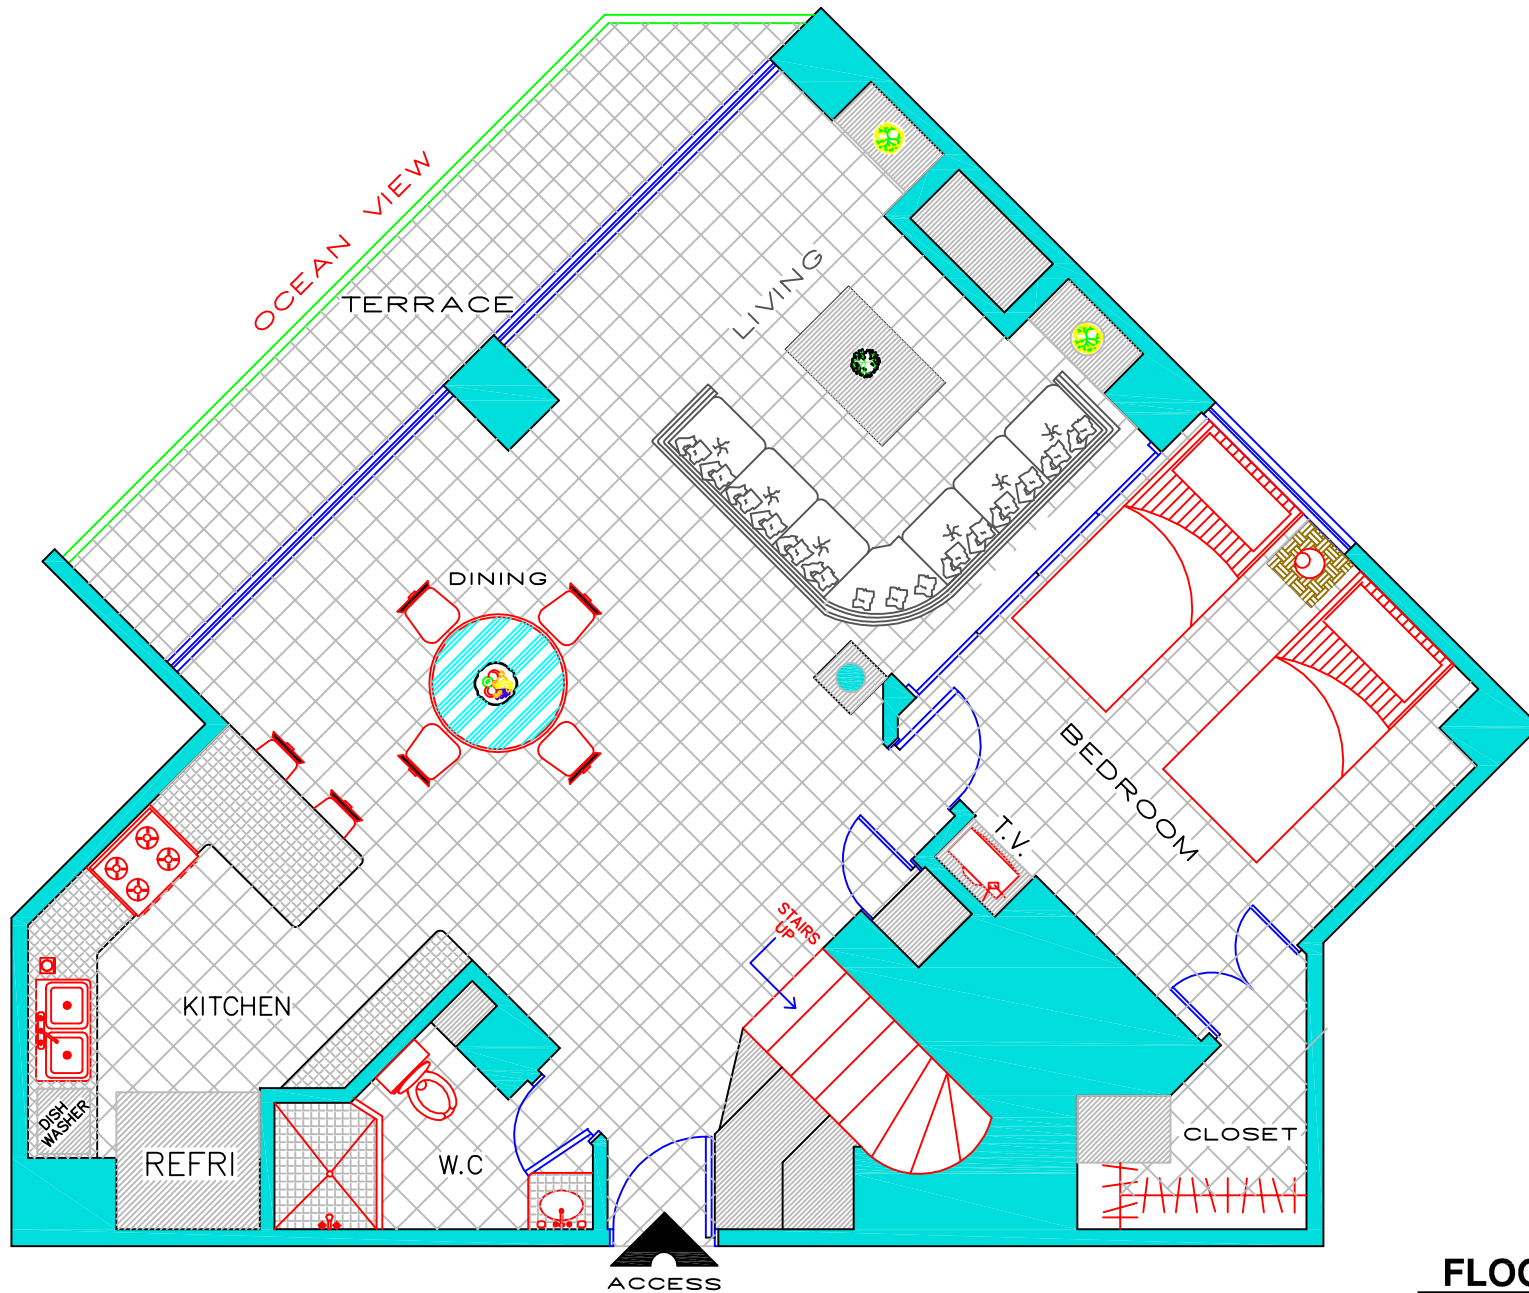 OCEAN VIEW
TERRACE
LIVING
DINING
BEDROOM
T.V.
STAIRS
UP
KITCHEN
DISH
WASHER
REFRI
W.C
CLOSET
ACCESS